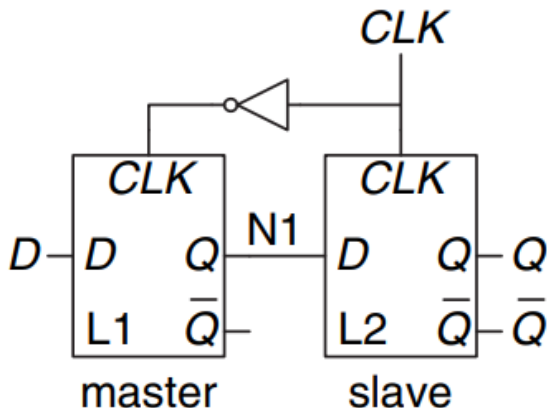 CLK
CLK CLK
D D Q N1 D Q Q
L1 Q̅ L2 Q̅ Q̅
master slave